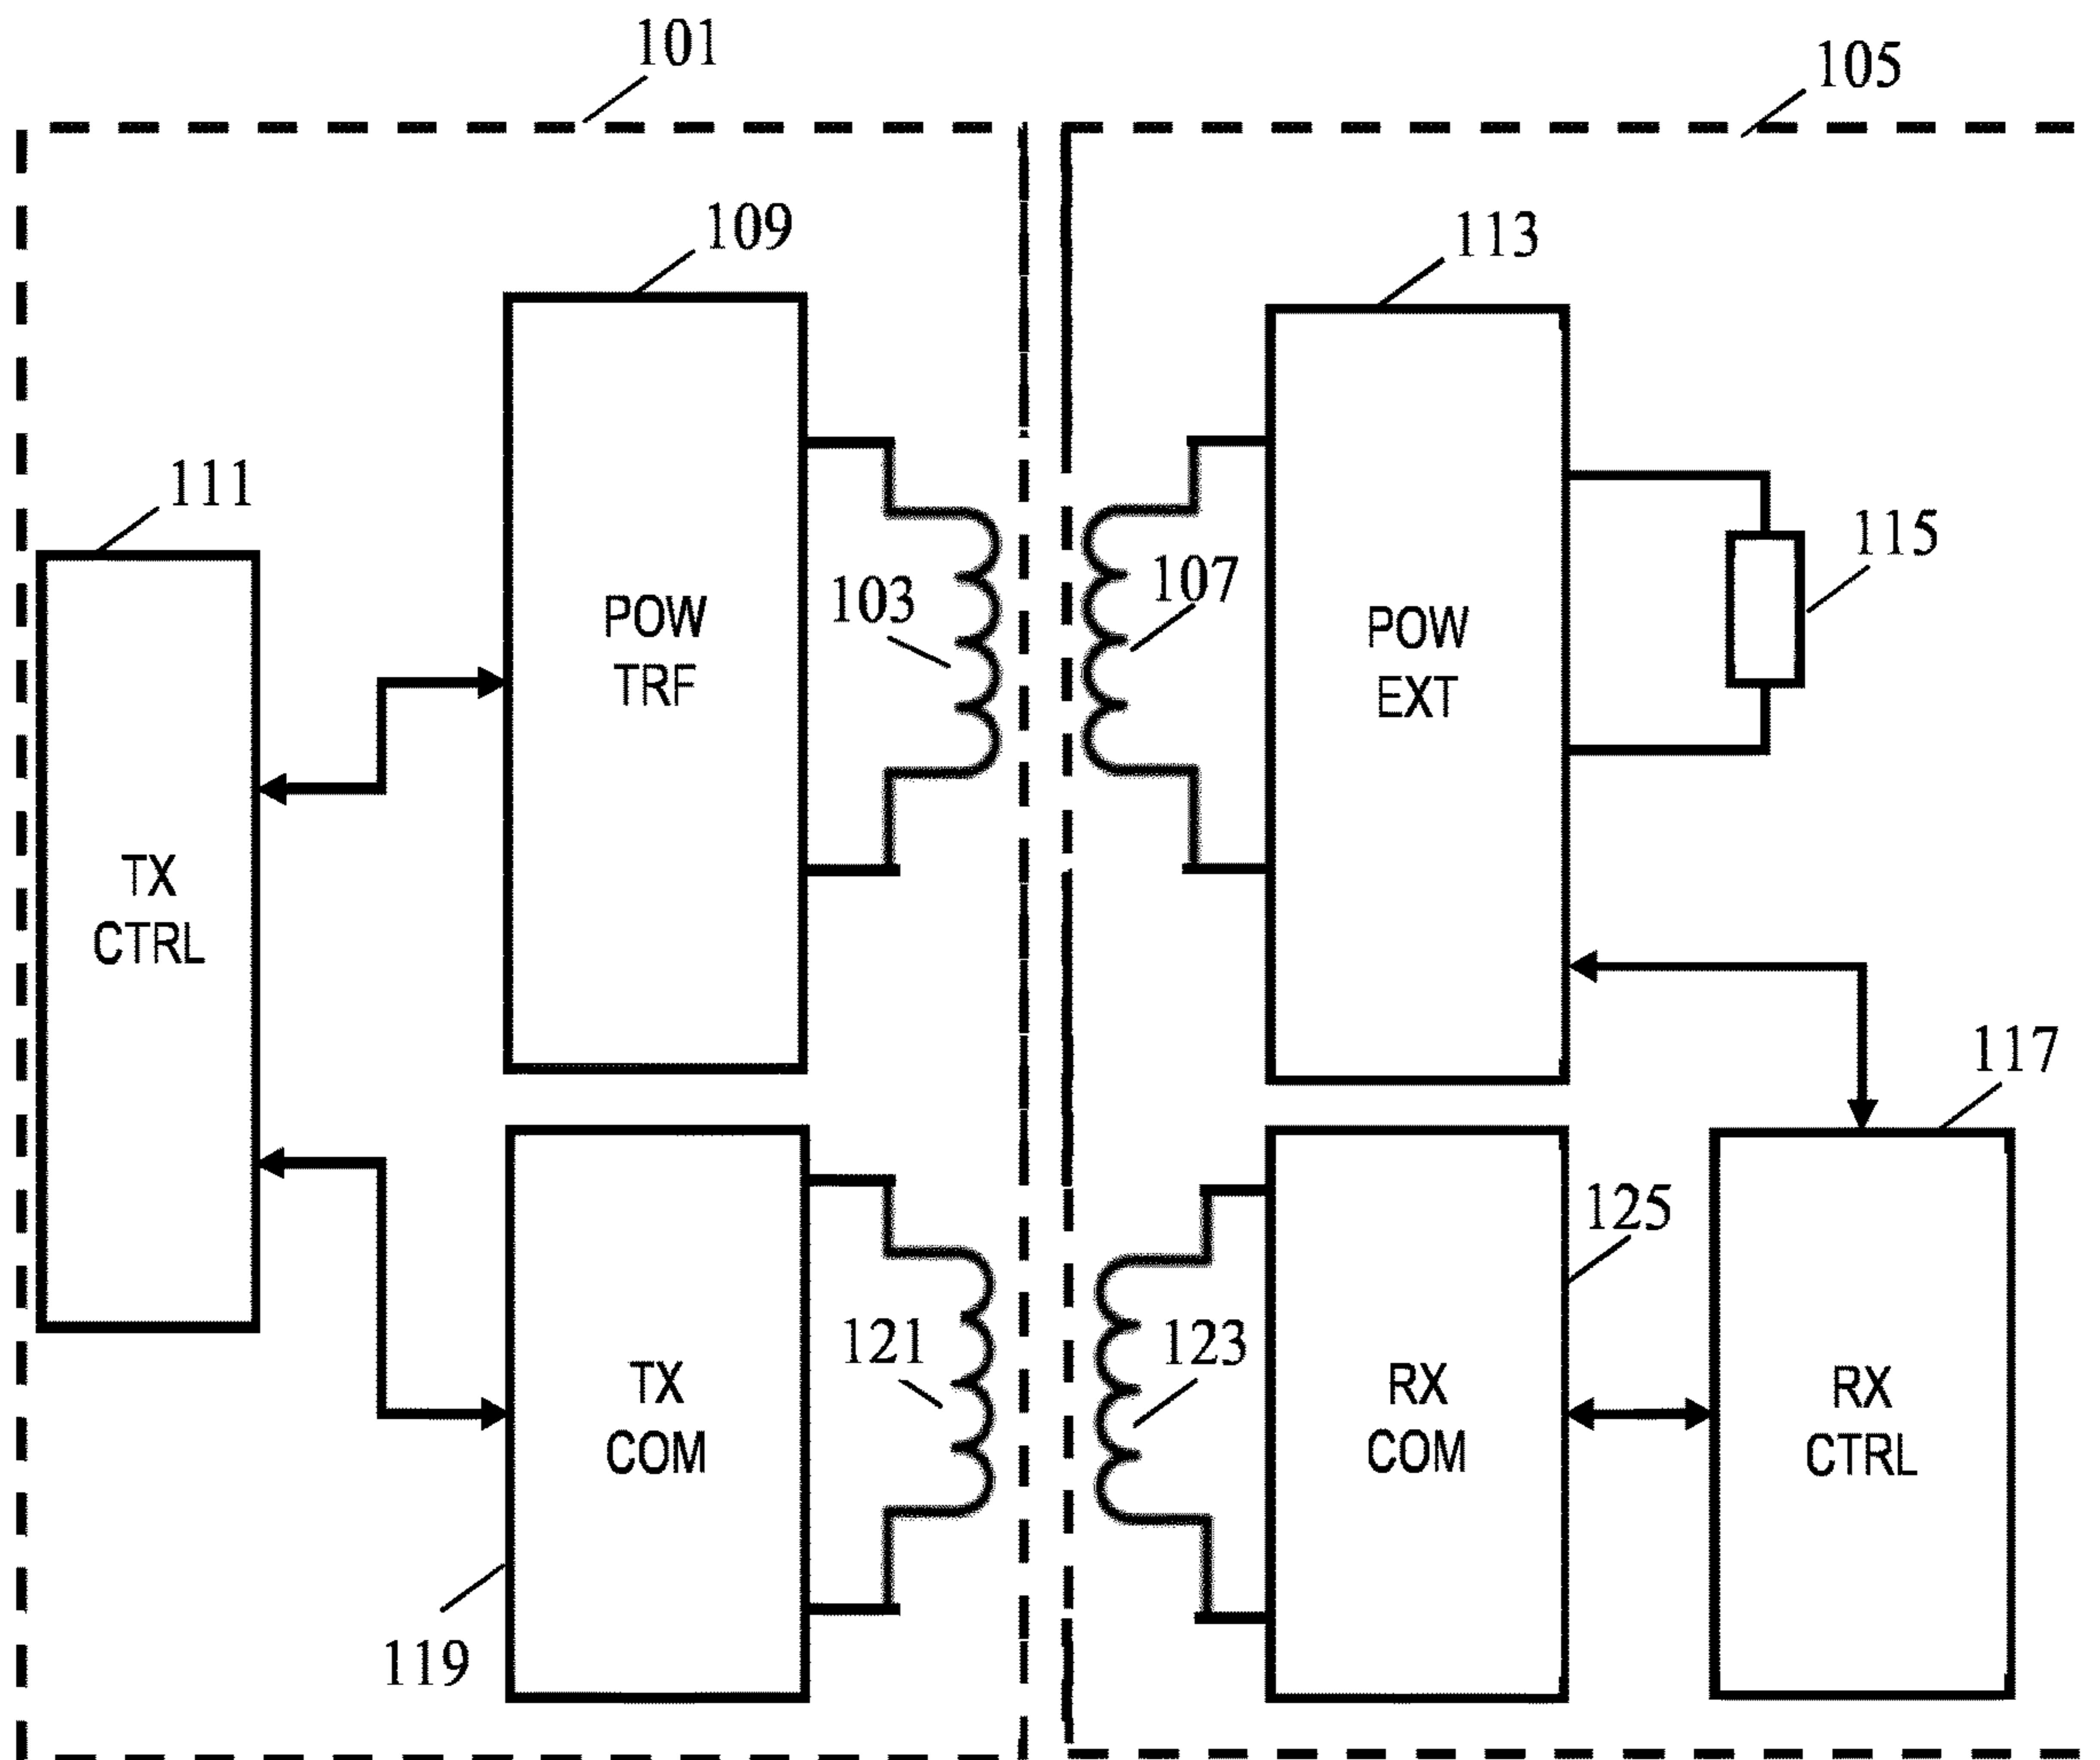 101
105
109
113
111
103
107
115
POW
TRF
POW
EXT
TX
CTRL
117
125
121
123
TX
COM
RX
COM
RX
CTRL
119